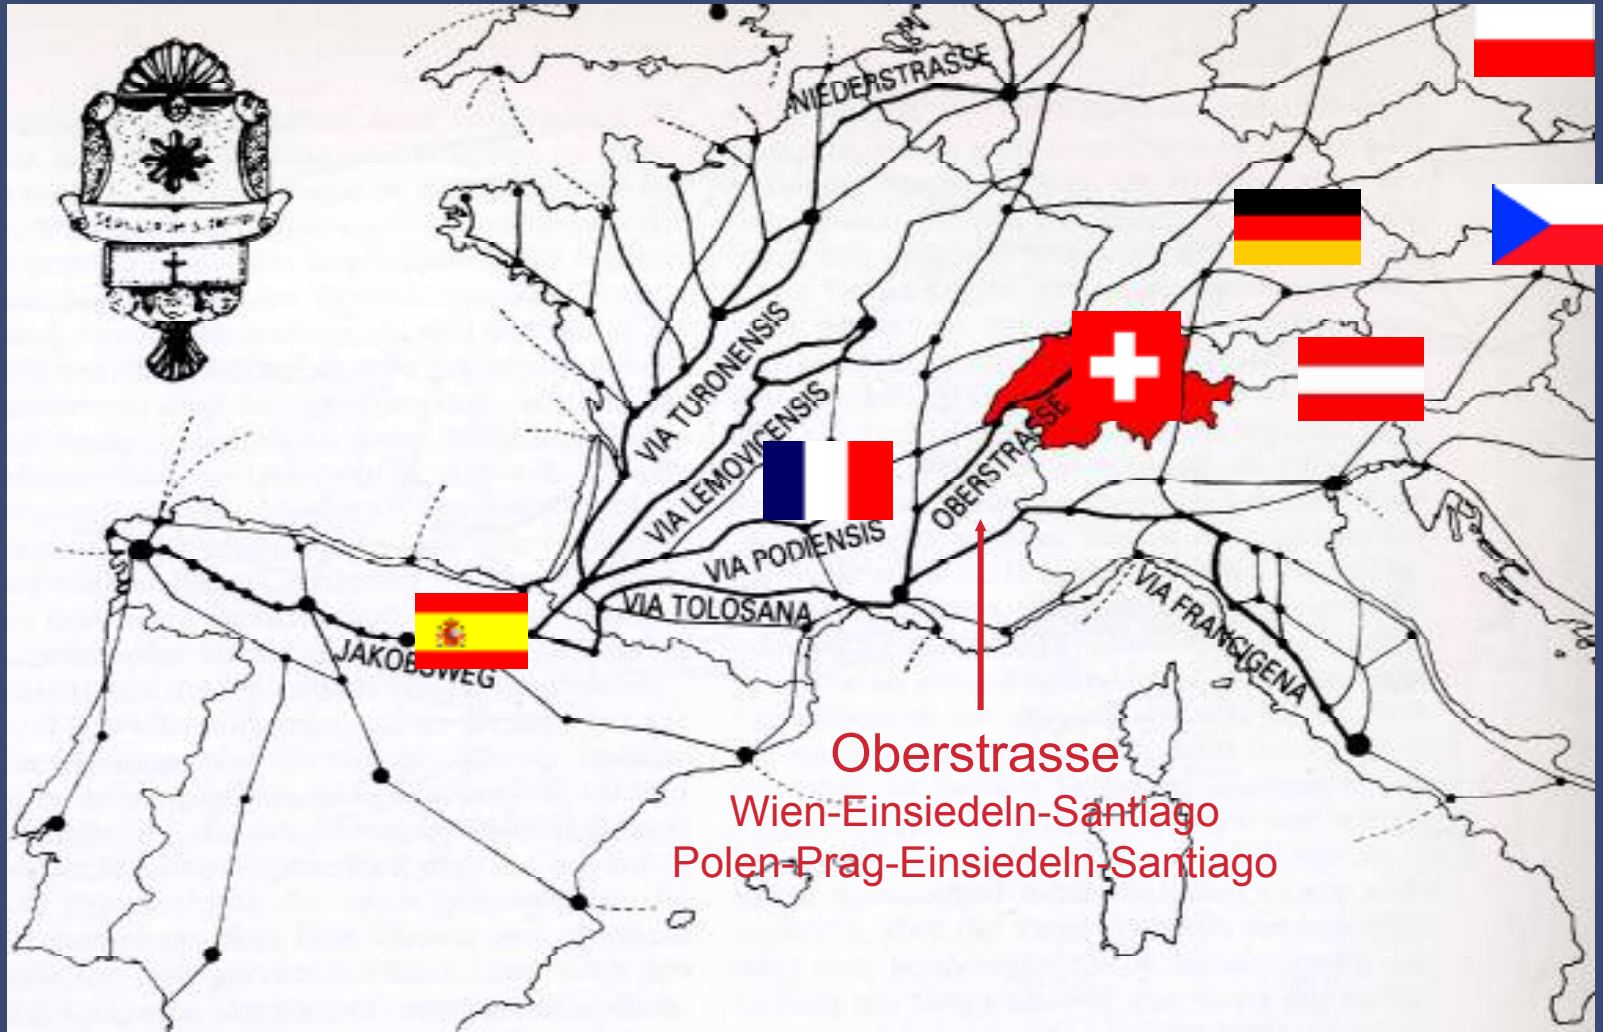 NIEDERSTRASSE
VIA TURONENSIS
VIA LEMOVICENSIS
OBERSTRASSE
VIA PODIENSIS
VIA TOLOSANA
VIA FRANCIGENA
JAKOBSWEG
Oberstrasse
Wien-Einsiedeln-Santiago
Polen-Prag-Einsiedeln-Santiago